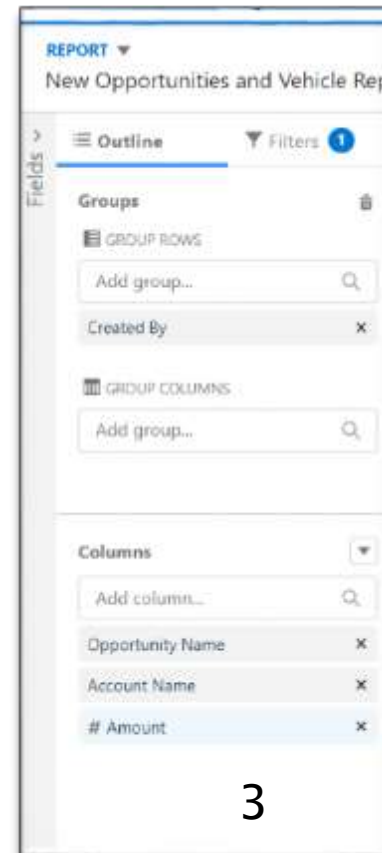 REPORT
New Opportunities and Vehicle Rep
Fields
Outline
Filters 1
Groups
GROUP ROWS
Add group...
Created By
GROUP COLUMNS
Add group...
Columns
Add column...
Opportunity Name
Account Name
# Amount
3